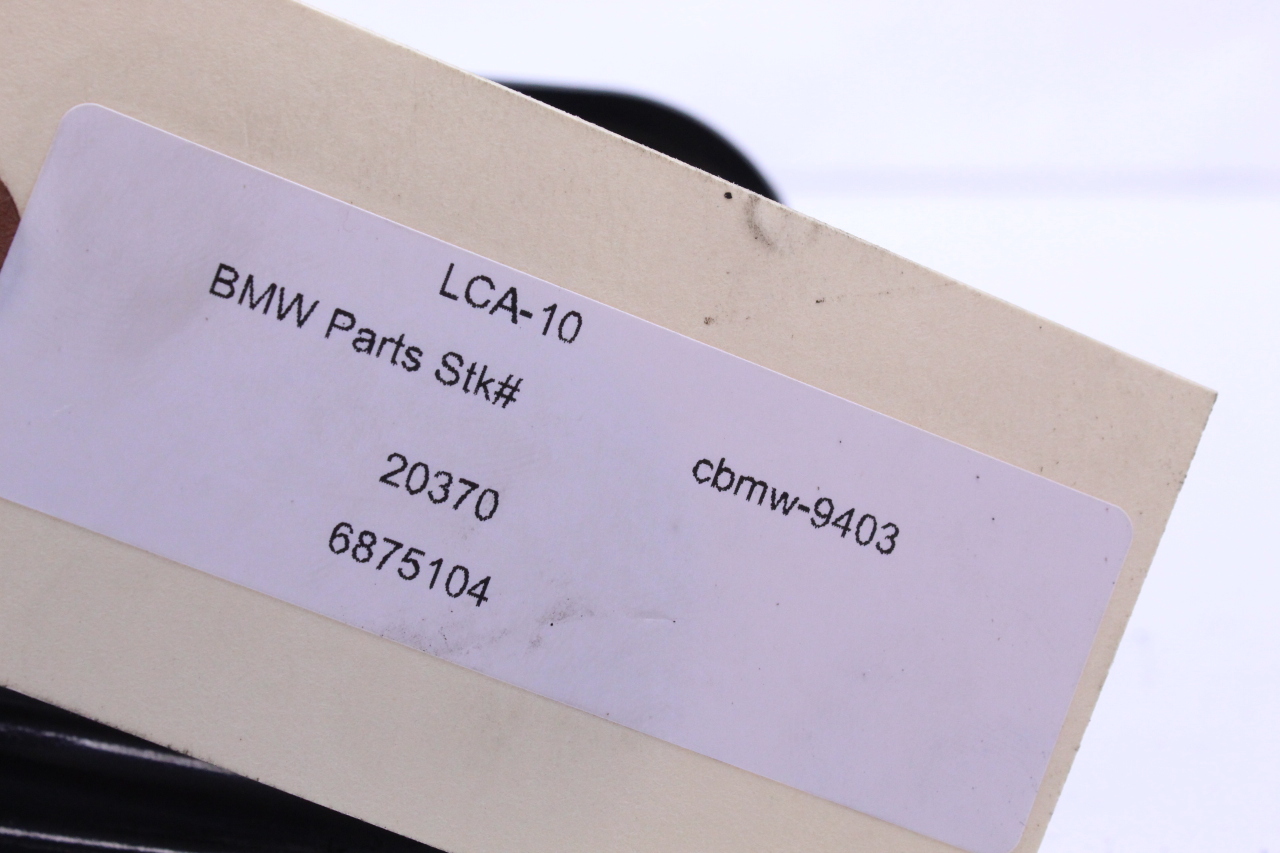 LCA-10
BMW Parts Stk#
20370
cbmw-9403
6875104